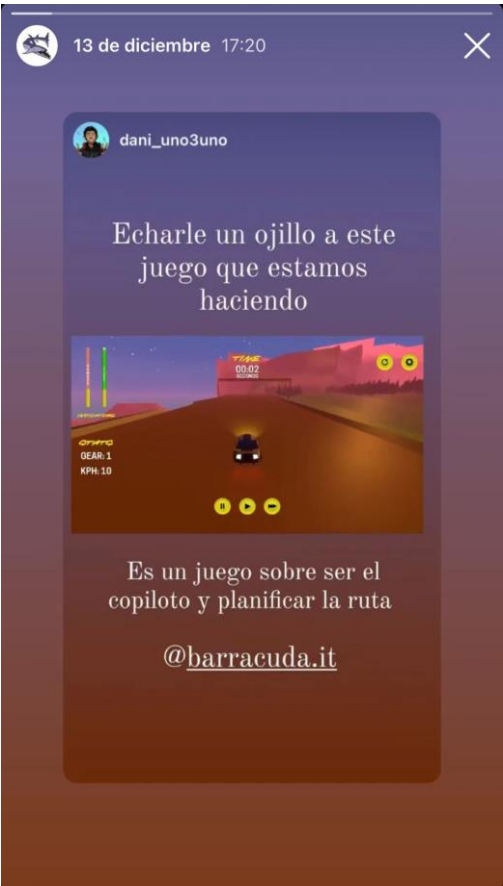 13 de diciembre 17:20
dani_uno3uno
Echarle un ojillo a este
juego que estamos
haciendo
TIME
00:02
SECONDS
GEAR: 1
KPH: 10
Es un juego sobre ser el
copiloto y planificar la ruta
@barracuda.it